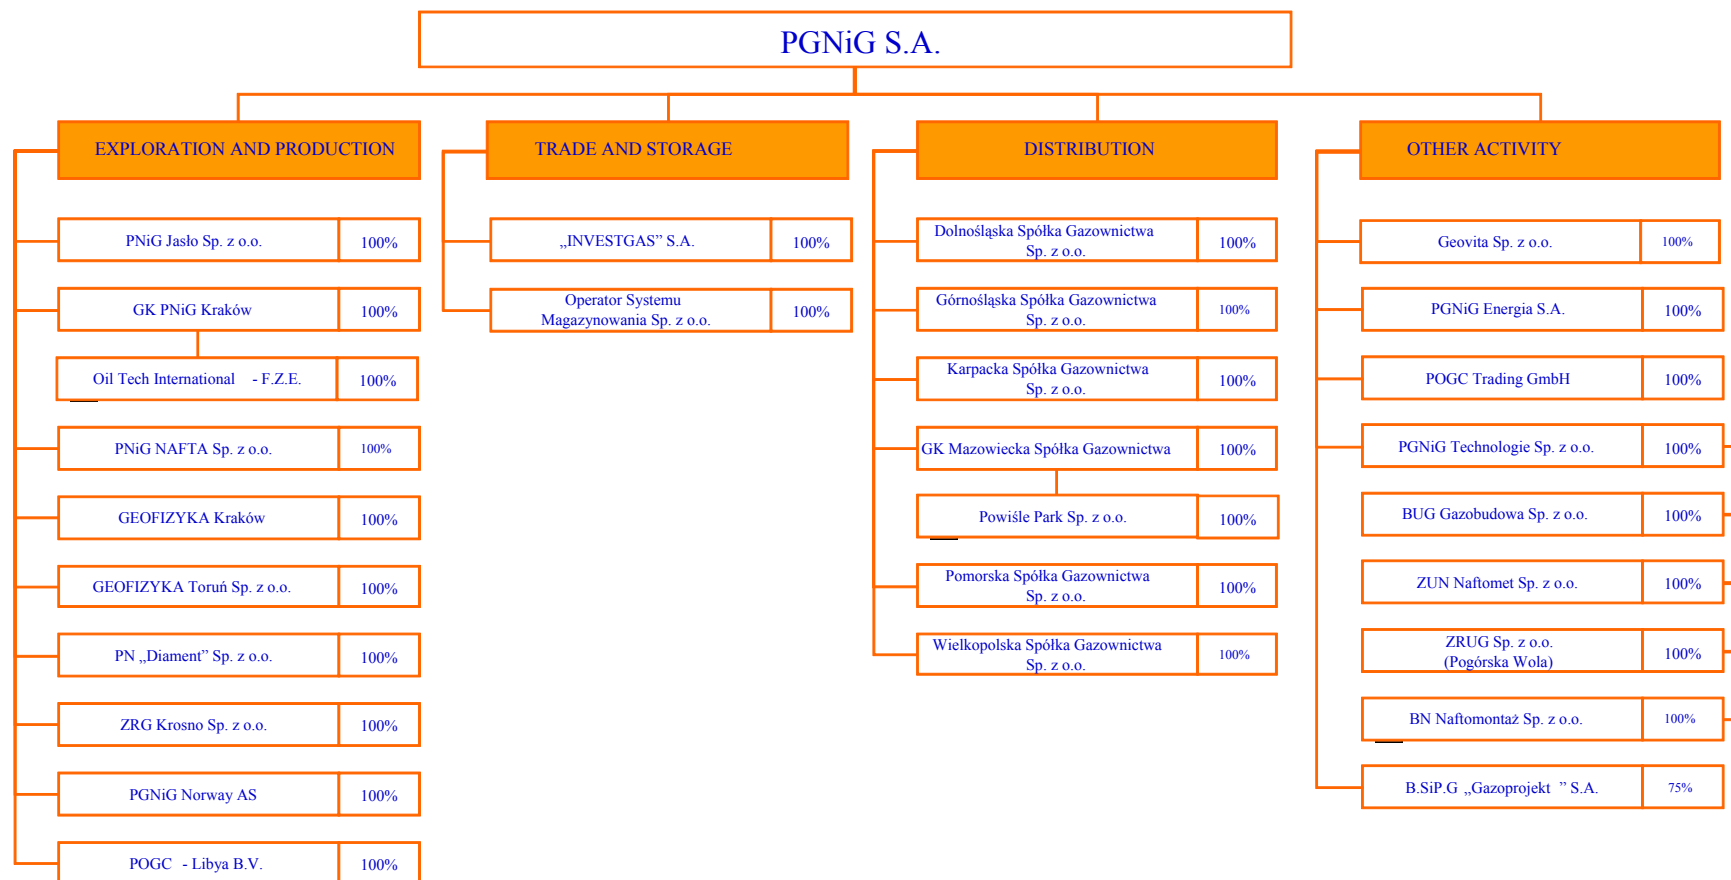 PGNiG S.A.
EXPLORATION AND PRODUCTION
PNiG Jasło Sp. z o.o. 100%
GK PNiG Kraków 100%
Oil Tech International - F.Z.E. 100%
PNiG NAFTA Sp. z o.o. 100%
GEOFIZYKA Kraków 100%
GEOFIZYKA Toruń Sp. z o.o. 100%
PN „Diament” Sp. z o.o. 100%
ZRG Krosno Sp. z o.o. 100%
PGNiG Norway AS 100%
POGC - Libya B.V. 100%
TRADE AND STORAGE
„INVESTGAS” S.A. 100%
Operator Systemu
Magazynowania Sp. z o.o. 100%
DISTRIBUTION
Dolnośląska Spółka Gazownictwa
Sp. z o.o. 100%
Górnośląska Spółka Gazownictwa
Sp. z o.o. 100%
Karpacka Spółka Gazownictwa
Sp. z o.o. 100%
GK Mazowiecka Spółka Gazownictwa 100%
Powiśle Park Sp. z o.o. 100%
Pomorska Spółka Gazownictwa
Sp. z o.o. 100%
Wielkopolska Spółka Gazownictwa
Sp. z o.o. 100%
OTHER ACTIVITY
Geovita Sp. z o.o. 100%
PGNiG Energia S.A. 100%
POGC Trading GmbH 100%
PGNiG Technologie Sp. z o.o. 100%
BUG Gazobudowa Sp. z o.o. 100%
ZUN Naftomet Sp. z o.o. 100%
ZRUG Sp. z o.o.
(Pogórska Wola) 100%
BN Naftomontaż Sp. z o.o. 100%
B.SiP.G „Gazoprojekt ” S.A. 75%